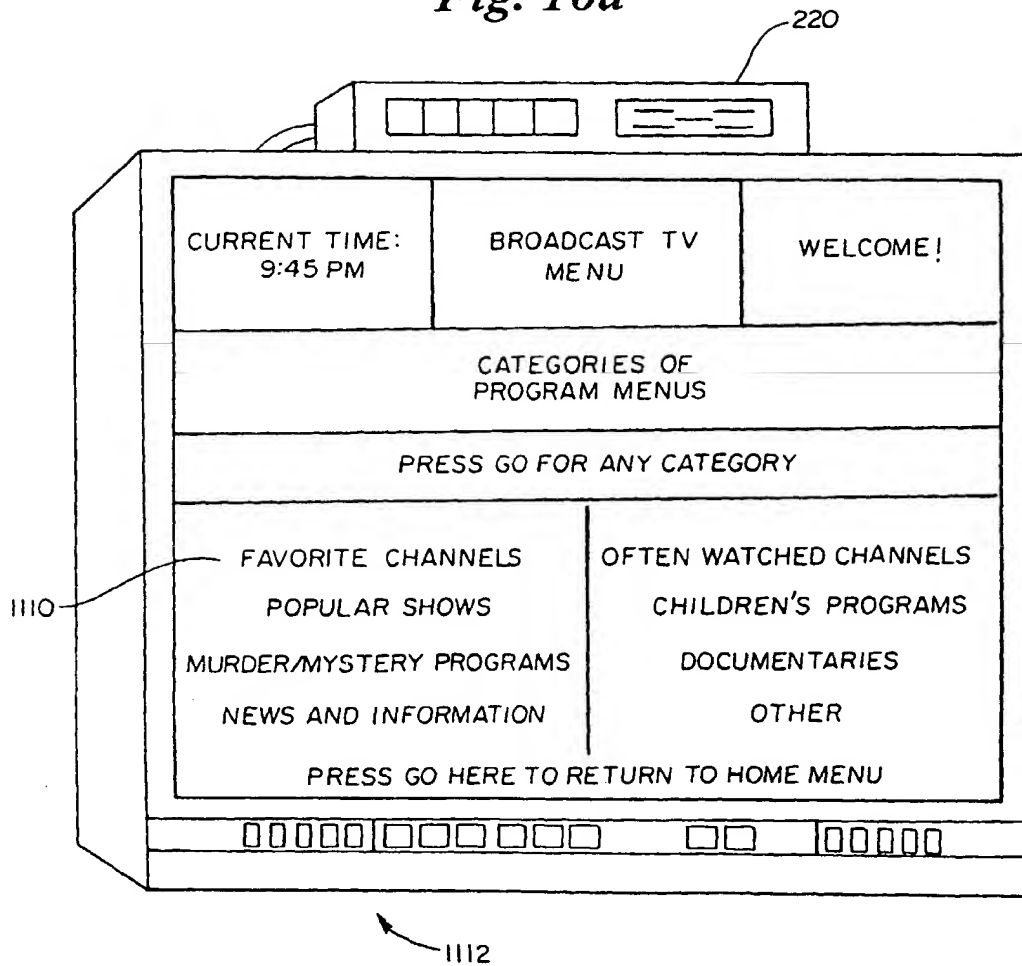 Fig. 16a
220
CURRENT TIME:
9:45 PM
BROADCAST TV
MENU
WELCOME!
CATEGORIES OF
PROGRAM MENUS
PRESS GO FOR ANY CATEGORY
FAVORITE CHANNELS
OFTEN WATCHED CHANNELS
1110
POPULAR SHOWS
CHILDREN'S PROGRAMS
MURDER/MYSTERY PROGRAMS
DOCUMENTARIES
NEWS AND INFORMATION
OTHER
PRESS GO HERE TO RETURN TO HOME MENU
1112